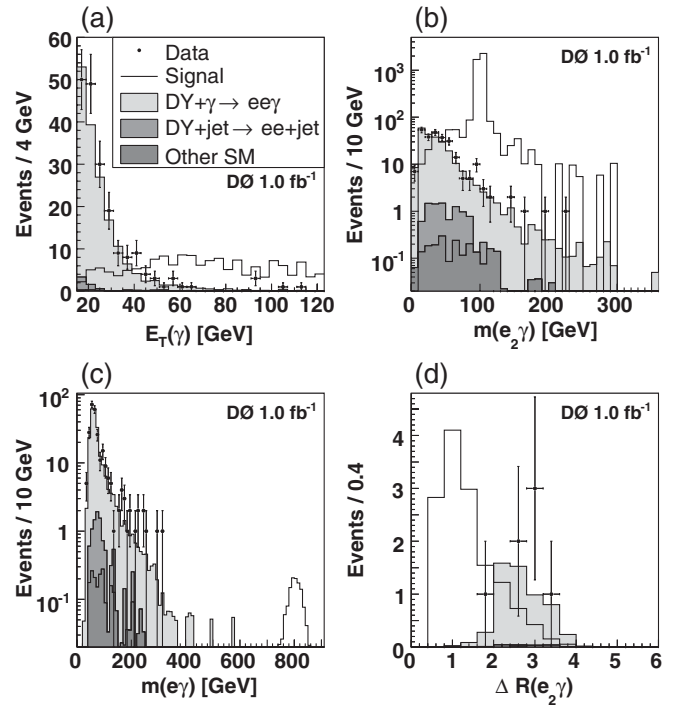 (a)
60
50
40
30
20
10
0
Events / 4 GeV
Data
Signal
DY+γ→ eeγ
DY+jet→ ee+jet
Other SM
DØ 1.0 fb⁻¹
20 40 60 80 100 120
E_T(γ) [GeV]
(b)
10³
10²
10
1
10⁻¹
Events / 10 GeV
DØ 1.0 fb⁻¹
0 100 200 300
m(e₂γ) [GeV]
(c)
10²
10
1
10⁻¹
Events / 10 GeV
DØ 1.0 fb⁻¹
0 200 400 600 800
m(eγ) [GeV]
(d)
4
3
2
1
0
Events / 0.4
DØ 1.0 fb⁻¹
0 1 2 3 4 5 6
Δ R(e₂γ)